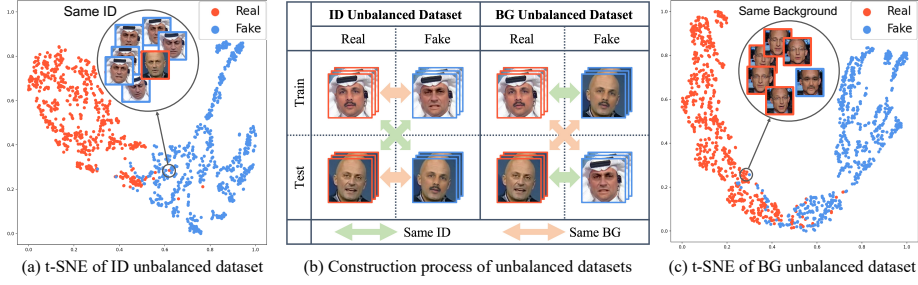 Same ID
Real
Fake
1.0
0.8
0.6
0.4
0.2
0.0
0.0 0.2 0.4 0.6 0.8 1.0
(a) t-SNE of ID unbalanced dataset
ID Unbalanced Dataset BG Unbalanced Dataset
Real Fake Real Fake
Train
Test
Same ID Same BG
(b) Construction process of unbalanced datasets
Same Background
Real
Fake
1.0
0.8
0.6
0.4
0.2
0.0
0.0 0.2 0.4 0.6 0.8 1.0
(c) t-SNE of BG unbalanced dataset